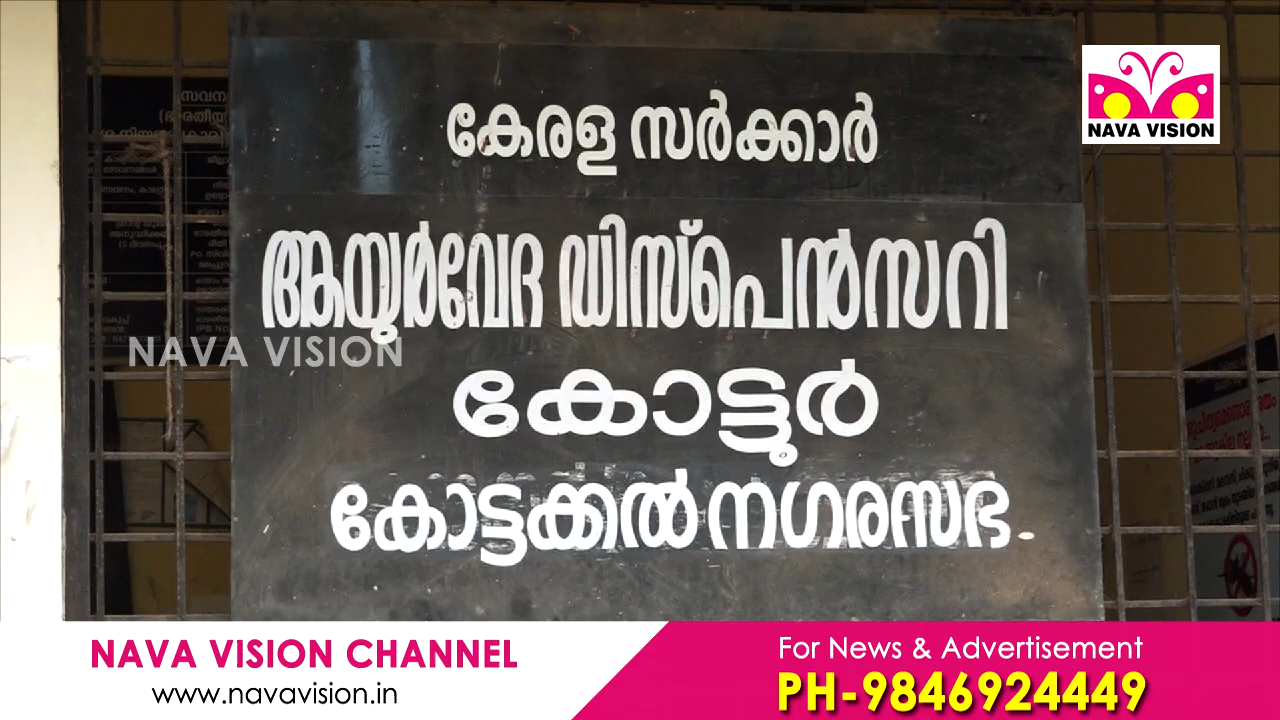 കേരള സർക്കാർ
ആയൂർവേദ ഡിസ്പെൻസറി
കോട്ടൂർ
കോട്ടക്കൽ നഗരസഭ.
NAVA VISION
NAVA VISION
NAVA VISION CHANNEL
www.navavision.in
For News & Advertisement
PH-9846924449